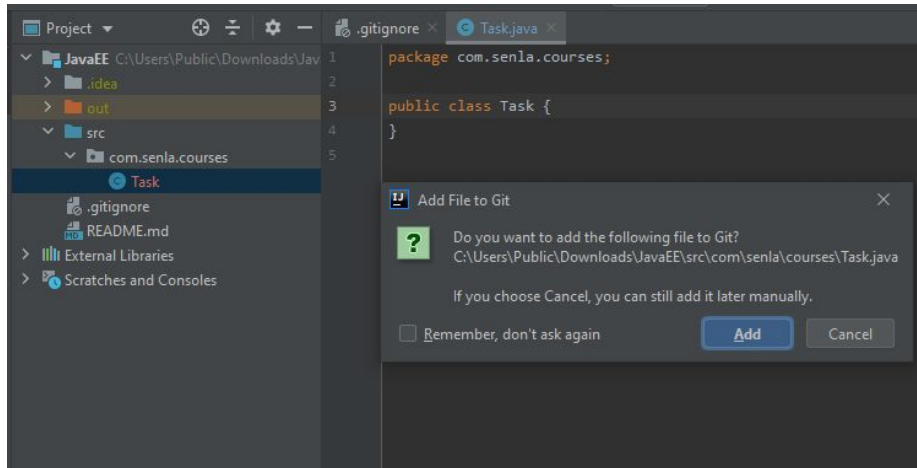 Project
JavaEE C:\Users\Public\Downloads\Jav
.idea
out
src
com.senla.courses
Task
.gitignore
README.md
External Libraries
Scratches and Consoles
.gitignore
Task.java
1 package com.senla.courses;
2
3 public class Task {
4 }
5
Add File to Git
Do you want to add the following file to Git?
C:\Users\Public\Downloads\JavaEE\src\com\senla\courses\Task.java
If you choose Cancel, you can still add it later manually.
Remember, don't ask again
Add
Cancel